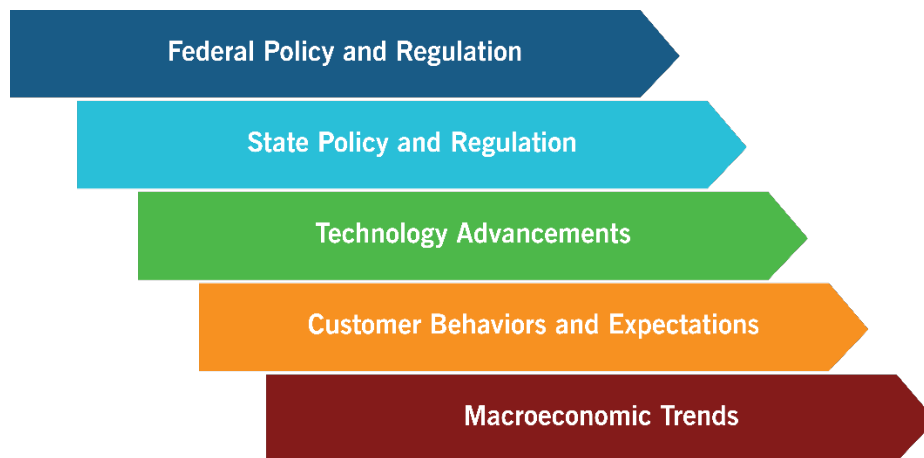 Federal Policy and Regulation
State Policy and Regulation
Technology Advancements
Customer Behaviors and Expectations
Macroeconomic Trends